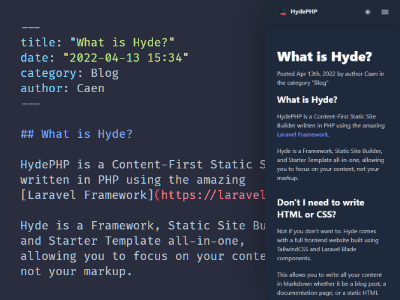 ---
title: "What is Hyde?"
date: "2022-04-13 15:34"
category: Blog
author: Caen
---
## What is Hyde?
HydePHP is a Content-First Static S
written in PHP using the amazing
[Laravel Framework](https://laravel
Hyde is a Framework, Static Site Bu
and Starter Template all-in-one,
allowing you to focus on your conte
not your markup.
HydePHP
What is Hyde?
Posted Apr 13th, 2022 by author Caen in
the category "Blog"
What is Hyde?
HydePHP is a Content-First Static Site
Builder written in PHP using the amazing
Laravel Framework.
Hyde is a Framework, Static Site Builder,
and Starter Template all-in-one, allowing
you to focus on your content, not your
markup.
Don't I need to write
HTML or CSS?
Not if you don't want to. Hyde comes
with a full frontend website built using
TailwindCSS and Laravel Blade
components.
This allows you to write all your content
in Markdown whether it be a blog post, a
documentation page, or a static HTML